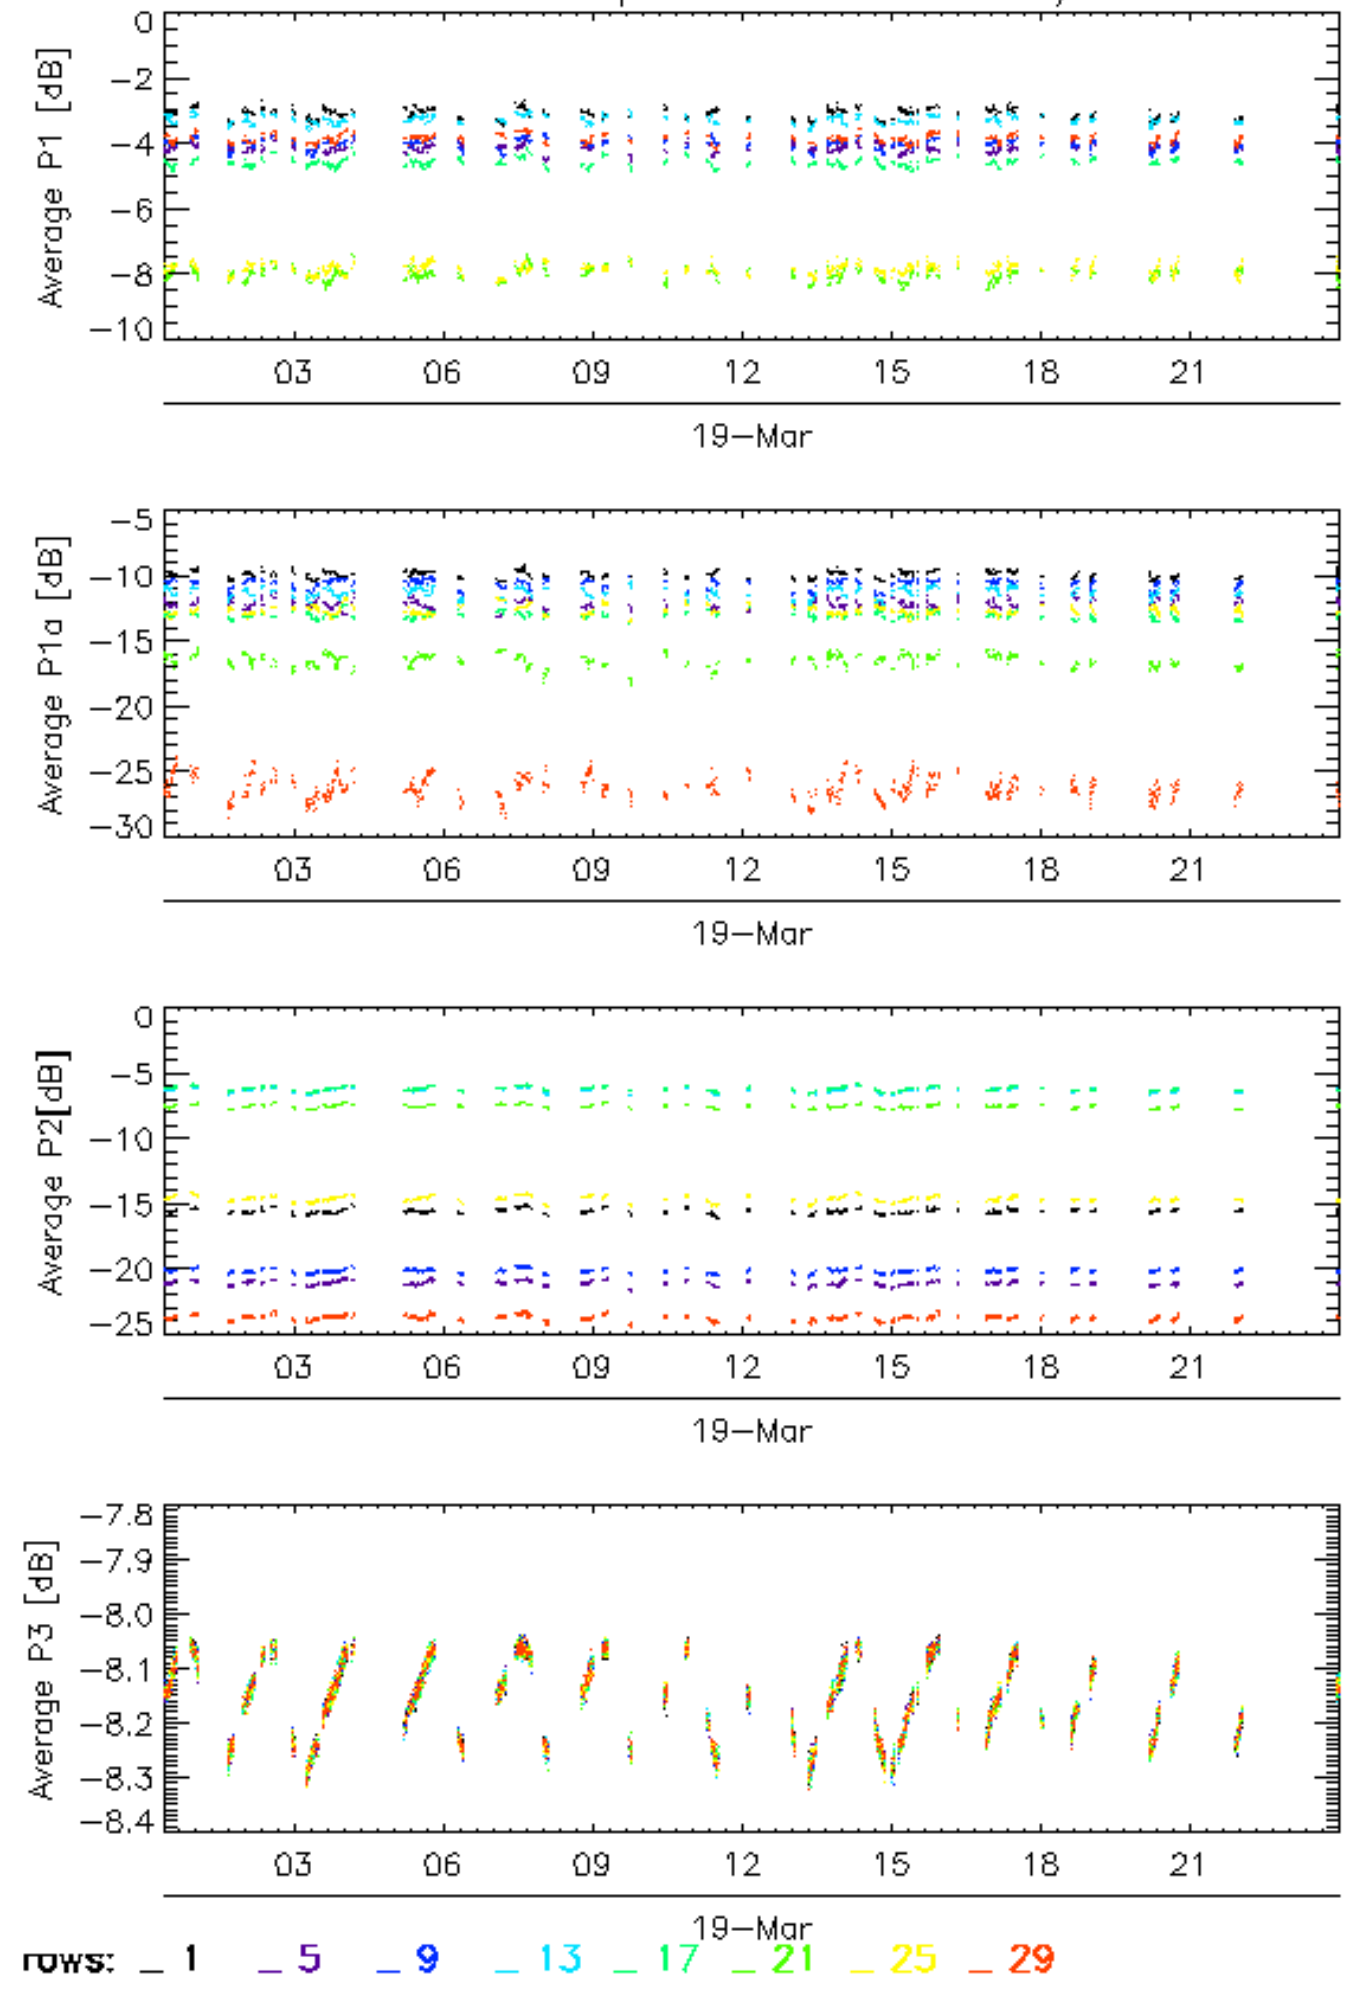 0
−2
−4
−6
−8
−10
Average P1 [dB]
03 06 09 12 15 18 21
19−Mar
−5
−10
−15
−20
−25
−30
Average P1a [dB]
03 06 09 12 15 18 21
19−Mar
0
−5
−10
−15
−20
−25
Average P2[dB]
03 06 09 12 15 18 21
19−Mar
−7.8
−7.9
−8.0
−8.1
−8.2
−8.3
−8.4
Average P3 [dB]
03 06 09 12 15 18 21
19−Mar
rows: _ 1 _ 5 _ 9 _ 13 _ 17 _ 21 _ 25 _ 29